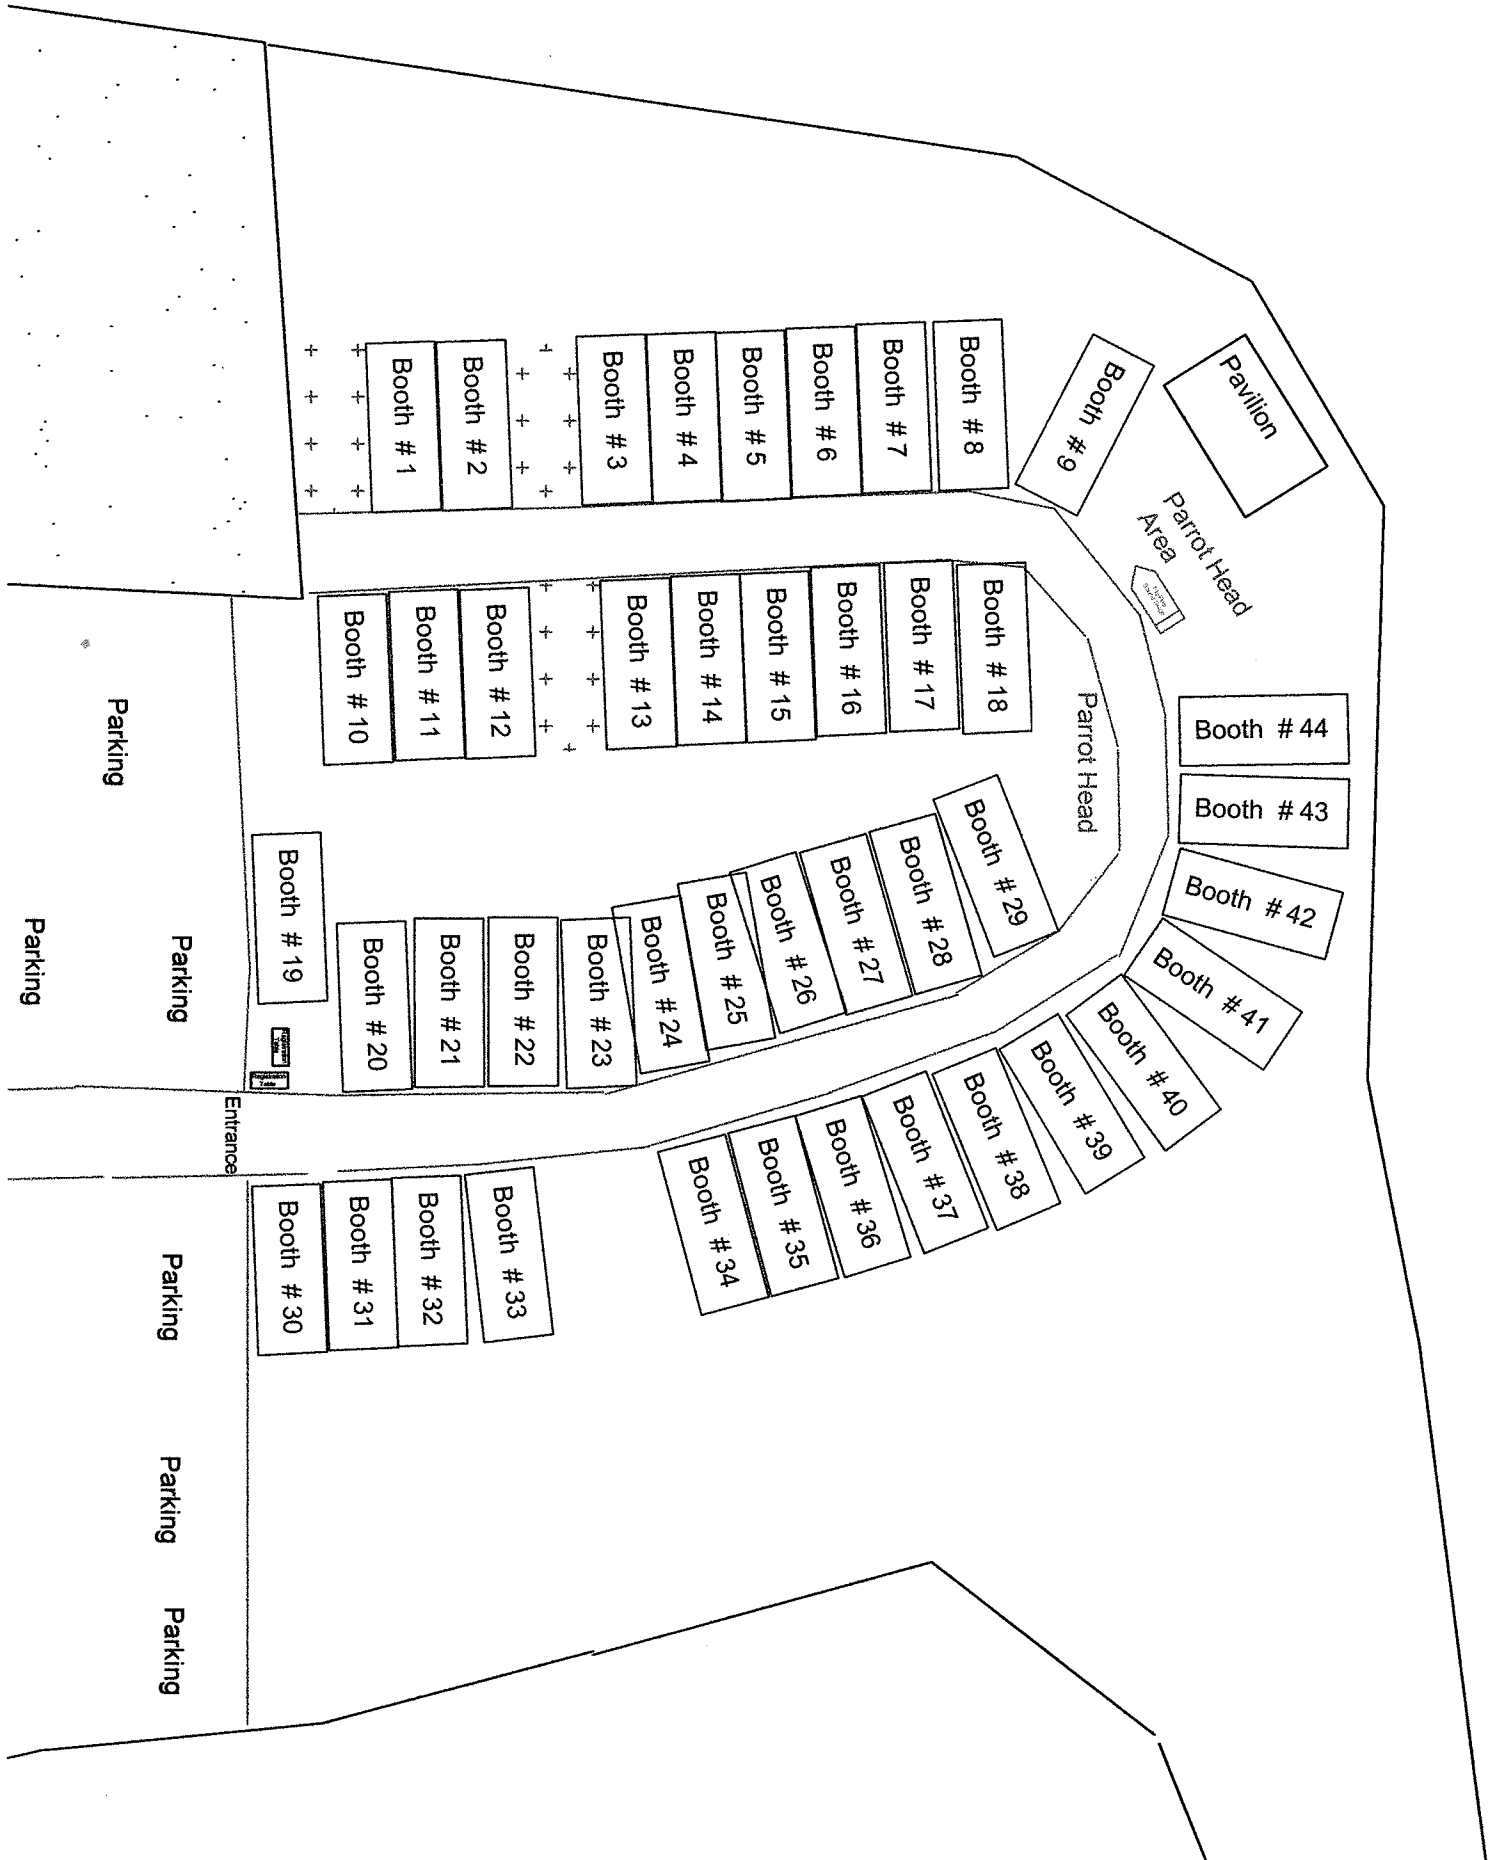 Booth # 1
Booth # 2
Booth # 3
Booth # 4
Booth # 5
Booth # 6
Booth # 7
Booth # 8
Booth # 9
Pavilion
Parrot Head
Area
Booth # 10
Booth # 11
Booth # 12
Booth # 13
Booth # 14
Booth # 15
Booth # 16
Booth # 17
Booth # 18
Parrot Head
Booth # 44
Booth # 43
Booth # 42
Booth # 41
Booth # 40
Booth # 39
Booth # 38
Booth # 37
Booth # 36
Booth # 35
Booth # 34
Booth # 29
Booth # 28
Booth # 27
Booth # 26
Booth # 25
Booth # 24
Booth # 23
Booth # 22
Booth # 21
Booth # 20
Booth # 19
Registration
Table
Registration
Table
Entrance
Booth # 30
Booth # 31
Booth # 32
Booth # 33
Parking
Parking
Parking
Parking
Parking
Parking